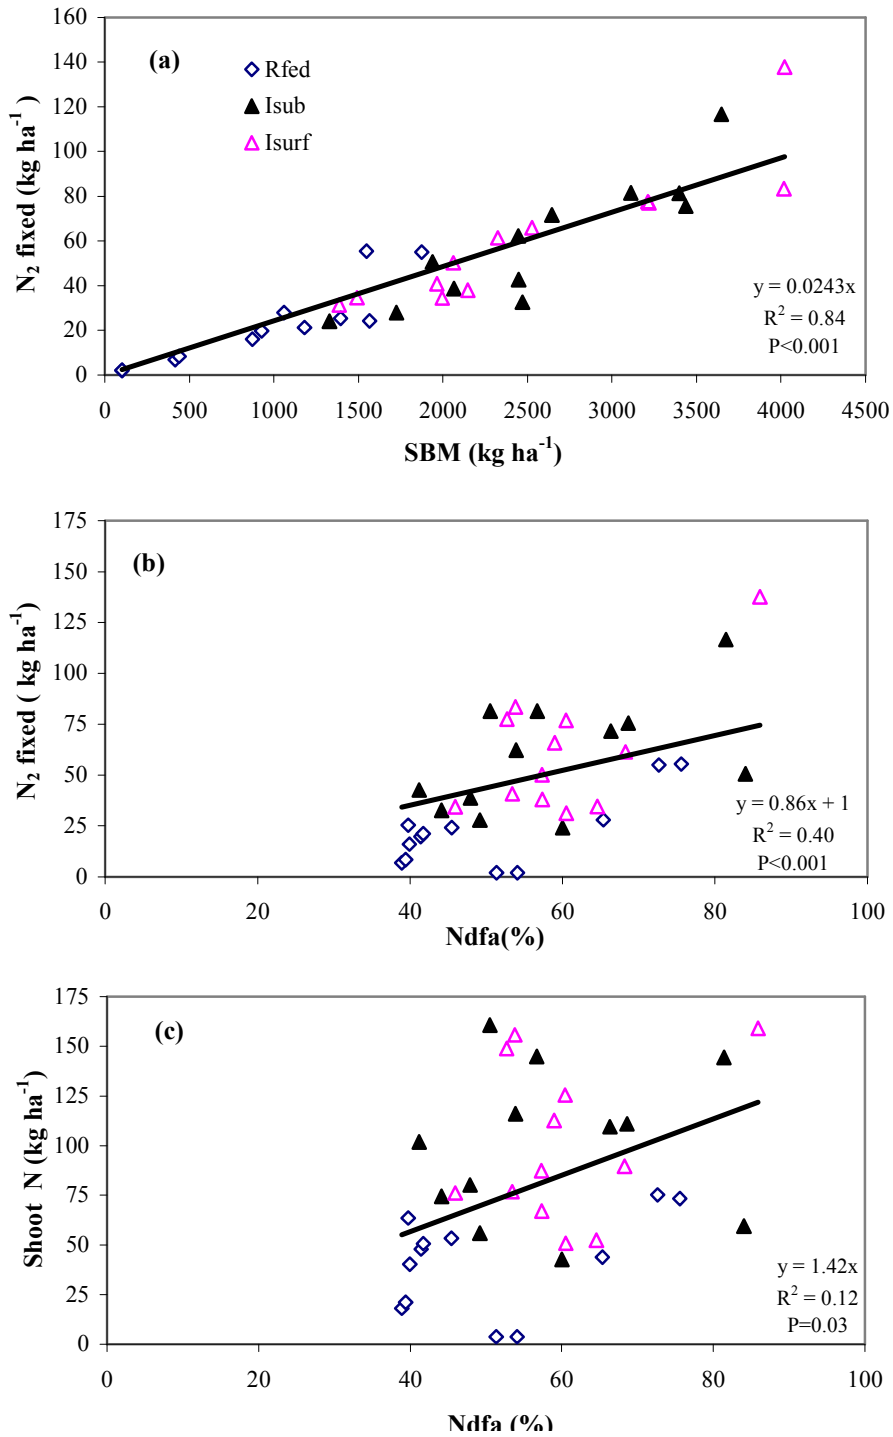 160
140
120
100
80
60
40
20
0
N₂ fixed (kg ha⁻¹)
(a)
Rfed
Isub
Isurf
y = 0.0243x
R² = 0.84
P<0.001
0 500 1000 1500 2000 2500 3000 3500 4000 4500
SBM (kg ha⁻¹)
175
150
125
100
75
50
25
0
N₂ fixed ( kg ha⁻¹)
(b)
y = 0.86x + 1
R² = 0.40
P<0.001
0 20 40 60 80 100
Ndfa(%)
175
150
125
100
75
50
25
0
Shoot N (kg ha⁻¹)
(c)
y = 1.42x
R² = 0.12
P=0.03
0 20 40 60 80 100
Ndfa (%)